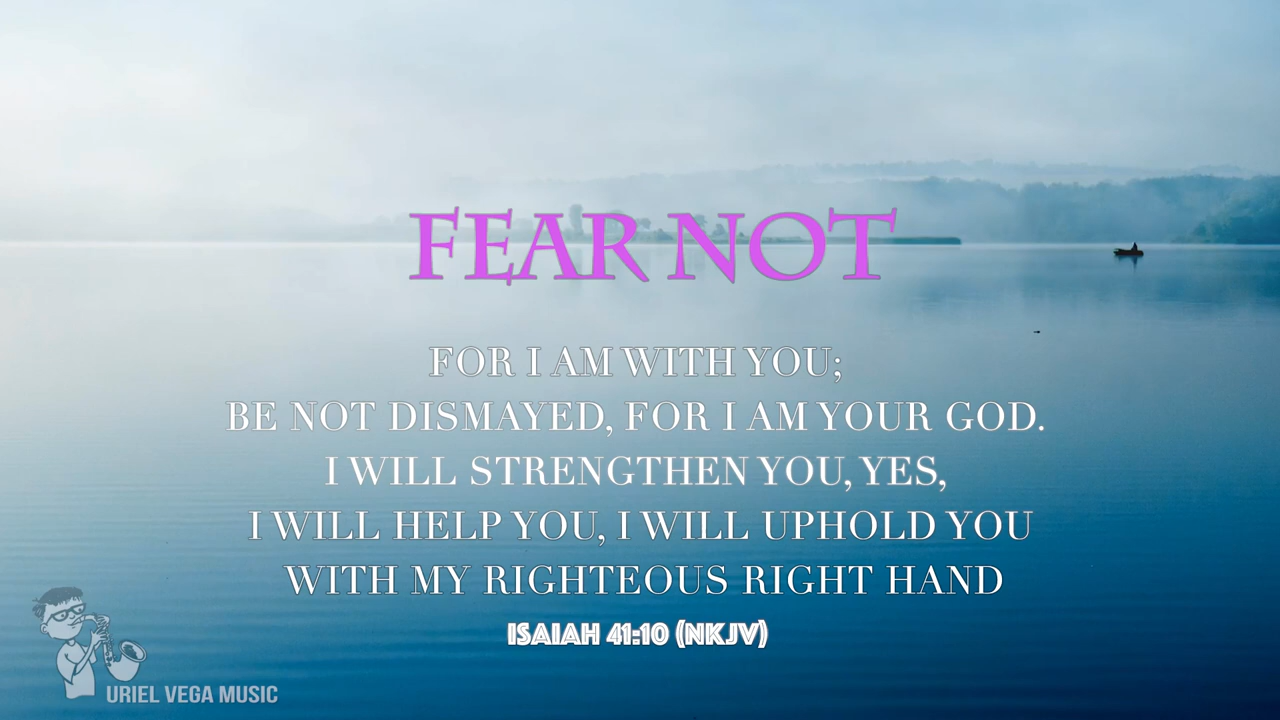 FEAR NOT
FOR I AM WITH YOU;
BE NOT DISMAYED, FOR I AM YOUR GOD.
I WILL STRENGTHEN YOU, YES,
I WILL HELP YOU, I WILL UPHOLD YOU
WITH MY RIGHTEOUS RIGHT HAND
ISAIAH 41:10 (NKJV)
URIEL VEGA MUSIC